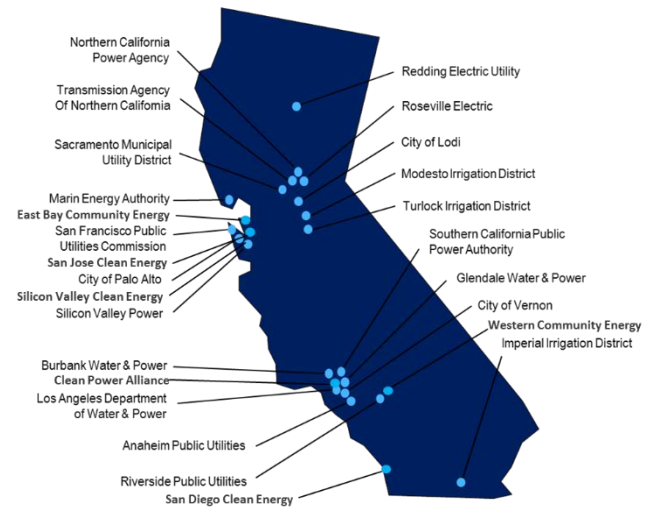 Northern California
Power Agency
Transmission Agency
Of Northern California
Sacramento Municipal
Utility District
Marin Energy Authority
East Bay Community Energy
San Francisco Public
Utilities Commission
San Jose Clean Energy
City of Palo Alto
Silicon Valley Clean Energy
Silicon Valley Power
Burbank Water & Power
Clean Power Alliance
Los Angeles Department
of Water & Power
Anaheim Public Utilities
Riverside Public Utilities
San Diego Clean Energy
Redding Electric Utility
Roseville Electric
City of Lodi
Modesto Irrigation District
Turlock Irrigation District
Southern California Public
Power Authority
Glendale Water & Power
City of Vernon
Western Community Energy
Imperial Irrigation District